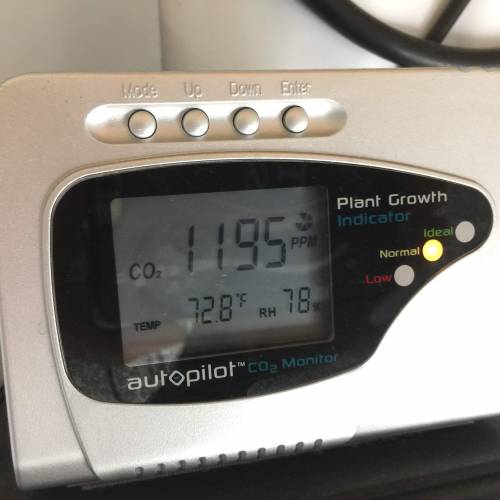 Mode Up Down Enter
Plant Growth
Indicator
Ideal
Normal
Low
CO₂ 1195 PPM
TEMP 72.8°F RH 78%
autopilot™ CO₂ Monitor